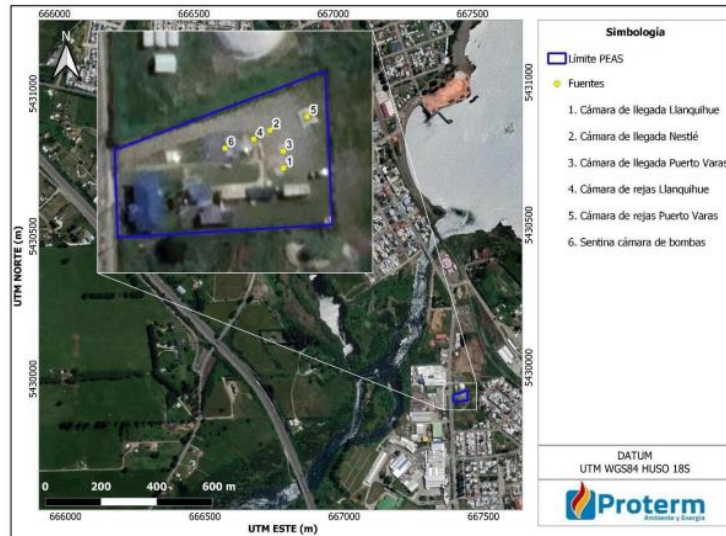 666000 666500 667000 667500
N
5431000
5430500
5430000
UTM NORTE (m)
1
2
3
4
5
6
5431000
5430500
5430000
0 200 400 600 m
666000 666500 667000 667500
UTM ESTE (m)
Simbología
Límite PEAS
Fuentes
1. Cámara de llegada Llanquihue
2. Cámara de llegada Nestlé
3. Cámara de llegada Puerto Varas
4. Cámara de rejas Llanquihue
5. Cámara de rejas Puerto Varas
6. Sentina cámara de bombas
DATUM
UTM WGS84 HUSO 18S
Proterm
Ambiente y Energía